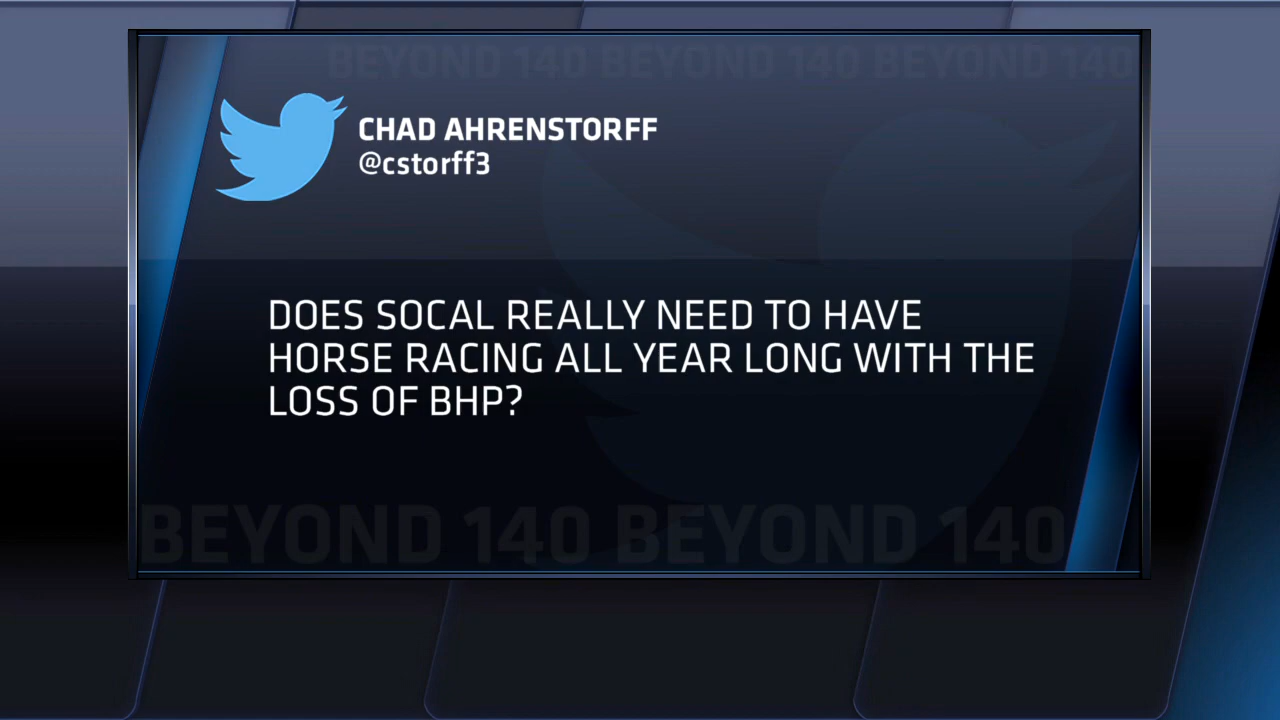 BEYOND 140 BEYOND 140 BEYOND 140
CHAD AHRENSTORFF
@cstorff3
DOES SOCAL REALLY NEED TO HAVE
HORSE RACING ALL YEAR LONG WITH THE
LOSS OF BHP?
BEYOND 140 BEYOND 140